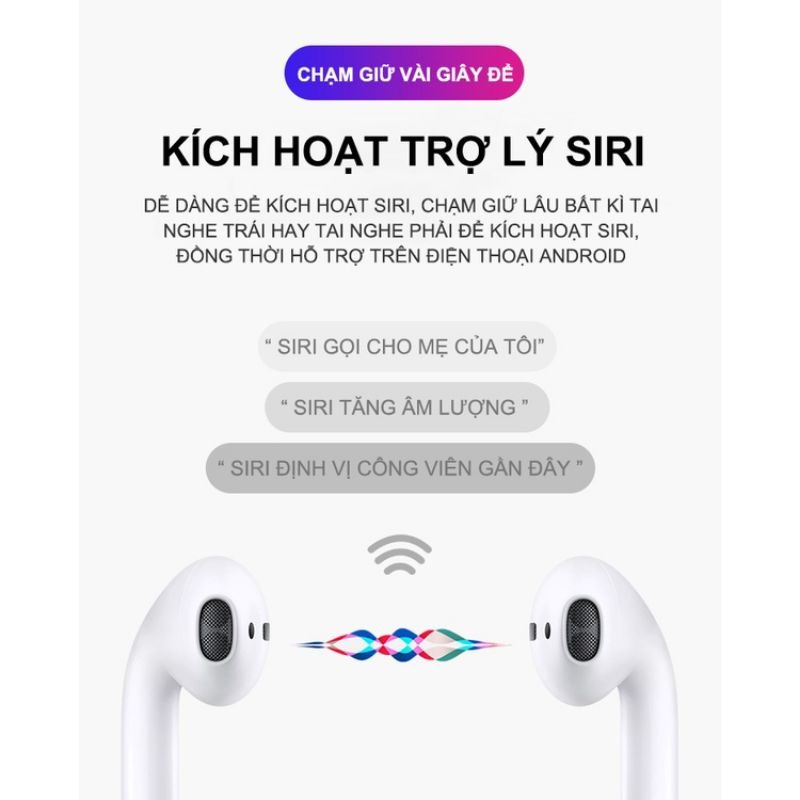 CHẠM GIỮ VÀI GIÂY ĐỂ
KÍCH HOẠT TRỢ LÝ SIRI
DỄ DÀNG ĐỂ KÍCH HOẠT SIRI, CHẠM GIỮ LÂU BẤT KÌ TAI
NGHE TRÁI HAY TAI NGHE PHẢI ĐỂ KÍCH HOẠT SIRI,
ĐỒNG THỜI HỖ TRỢ TRÊN ĐIỆN THOẠI ANDROID
“ SIRI GỌI CHO MẸ CỦA TÔI”
“ SIRI TĂNG ÂM LƯỢNG ”
“ SIRI ĐỊNH VỊ CÔNG VIÊN GẦN ĐÂY ”